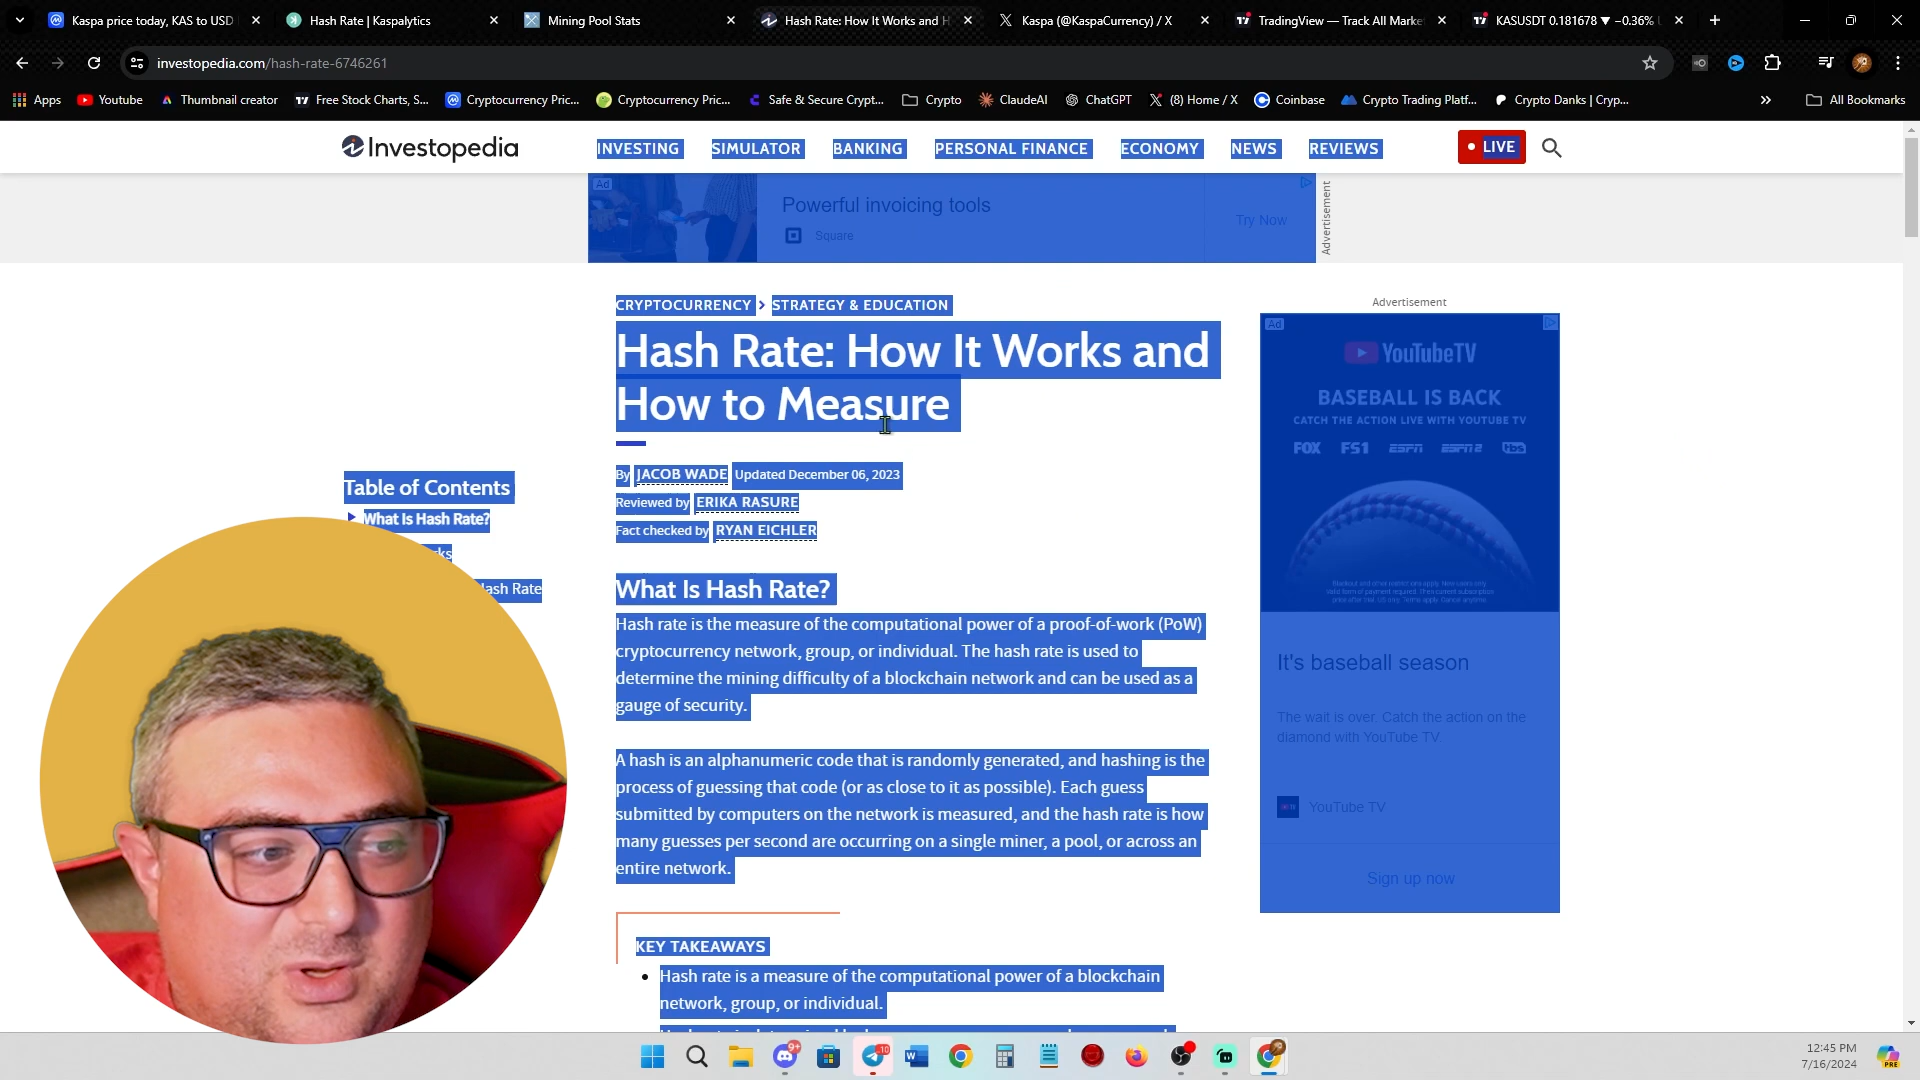 Kaspa price today, KAS to USD
Hash Rate | Kaspalytics
Mining Pool Stats
Hash Rate: How It Works and H
Kaspa (@KaspaCurrency) / X
TradingView — Track All Marke
KASUSDT 0.181678 ▼ −0.36%
investopedia.com/hash-rate-6746261
Apps
Youtube
Thumbnail creator
Free Stock Charts, S...
Cryptocurrency Pric...
Cryptocurrency Pric...
Safe & Secure Crypt...
Crypto
ClaudeAI
ChatGPT
(8) Home / X
Coinbase
Crypto Trading Platf...
Crypto Danks | Cryp...
»
All Bookmarks
Investopedia
INVESTING
SIMULATOR
BANKING
PERSONAL FINANCE
ECONOMY
NEWS
REVIEWS
LIVE
Ad
Powerful invoicing tools
Square
Try Now
Advertisement
CRYPTOCURRENCY > STRATEGY & EDUCATION
Hash Rate: How It Works and
How to Measure
By JACOB WADE Updated December 06, 2023
Reviewed by ERIKA RASURE
Fact checked by RYAN EICHLER
Table of Contents
What Is Hash Rate?
rks
Hash Rate
What Is Hash Rate?
Hash rate is the measure of the computational power of a proof-of-work (PoW)
cryptocurrency network, group, or individual. The hash rate is used to
determine the mining difficulty of a blockchain network and can be used as a
gauge of security.
A hash is an alphanumeric code that is randomly generated, and hashing is the
process of guessing that code (or as close to it as possible). Each guess
submitted by computers on the network is measured, and the hash rate is how
many guesses per second are occurring on a single miner, a pool, or across an
entire network.
KEY TAKEAWAYS
Hash rate is a measure of the computational power of a blockchain
network, group, or individual.
Advertisement
Ad
YouTubeTV
BASEBALL IS BACK
CATCH THE ACTION LIVE WITH YOUTUBE TV
FOX FS1 ESPN ESPN2 tbs
It's baseball season
The wait is over. Catch the action on the
diamond with YouTube TV.
YouTube TV
Sign up now
9+
10
12:45 PM
7/16/2024
PRE